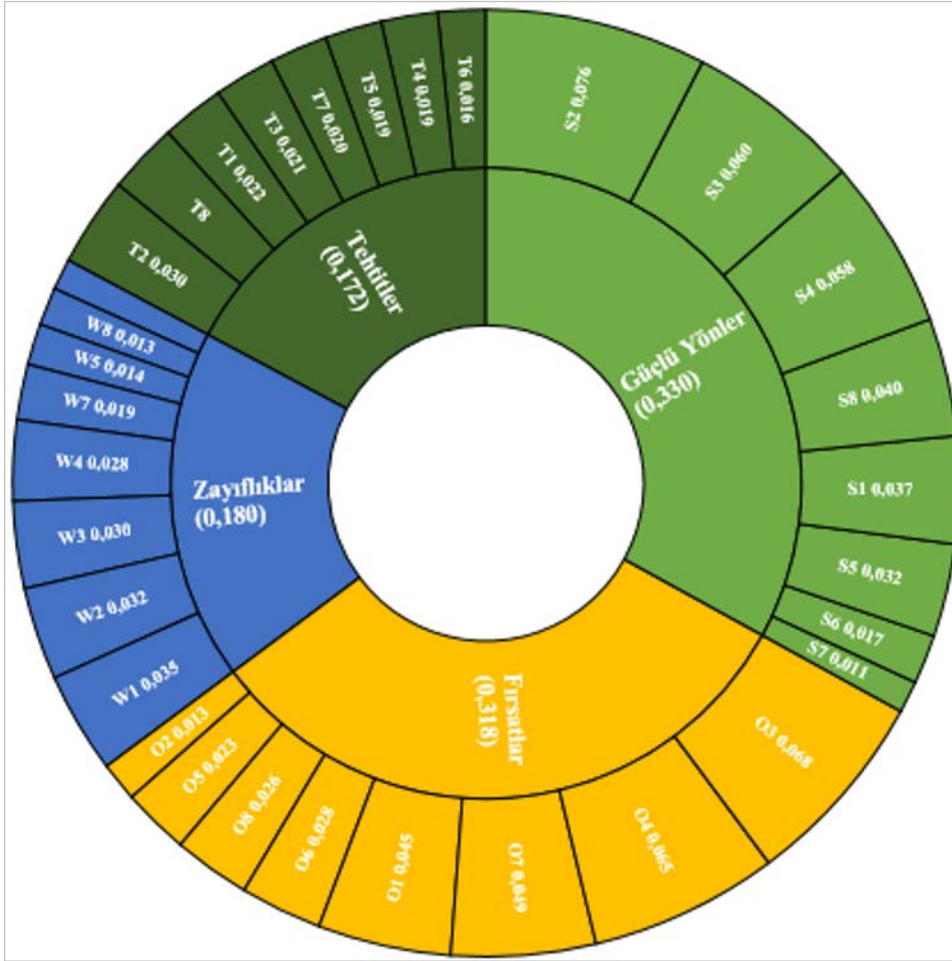 Güçlü Yönler
(0,330)
S2 0,076
S3 0,060
S4 0,058
S8 0,040
S1 0,037
S5 0,032
S6 0,017
S7 0,011
Fırsatlar
(0,318)
O3 0,068
O4 0,065
O7 0,049
O1 0,045
O6 0,028
O8 0,026
O5 0,023
O2 0,013
Zayıflıklar
(0,180)
W1 0,035
W2 0,032
W3 0,030
W4 0,028
W7 0,019
W5 0,014
W8 0,013
Tehtitler
(0,172)
T2 0,030
T8
T1 0,022
T3 0,021
T7 0,020
T5 0,019
T4 0,019
T6 0,016